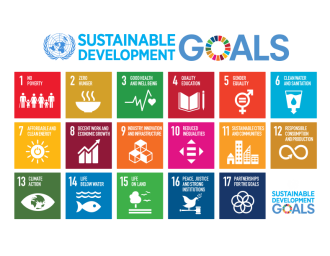 SUSTAINABLE
DEVELOPMENT
GOALS
1 NO
POVERTY
2 ZERO
HUNGER
3 GOOD HEALTH
AND WELL-BEING
4 QUALITY
EDUCATION
5 GENDER
EQUALITY
6 CLEAN WATER
AND SANITATION
7 AFFORDABLE AND
CLEAN ENERGY
8 DECENT WORK AND
ECONOMIC GROWTH
9 INDUSTRY, INNOVATION
AND INFRASTRUCTURE
10 REDUCED
INEQUALITIES
11 SUSTAINABLE CITIES
AND COMMUNITIES
12 RESPONSIBLE
CONSUMPTION
AND PRODUCTION
13 CLIMATE
ACTION
14 LIFE
BELOW WATER
15 LIFE
ON LAND
16 PEACE, JUSTICE
AND STRONG
INSTITUTIONS
17 PARTNERSHIPS
FOR THE GOALS
SUSTAINABLE
DEVELOPMENT
GOALS